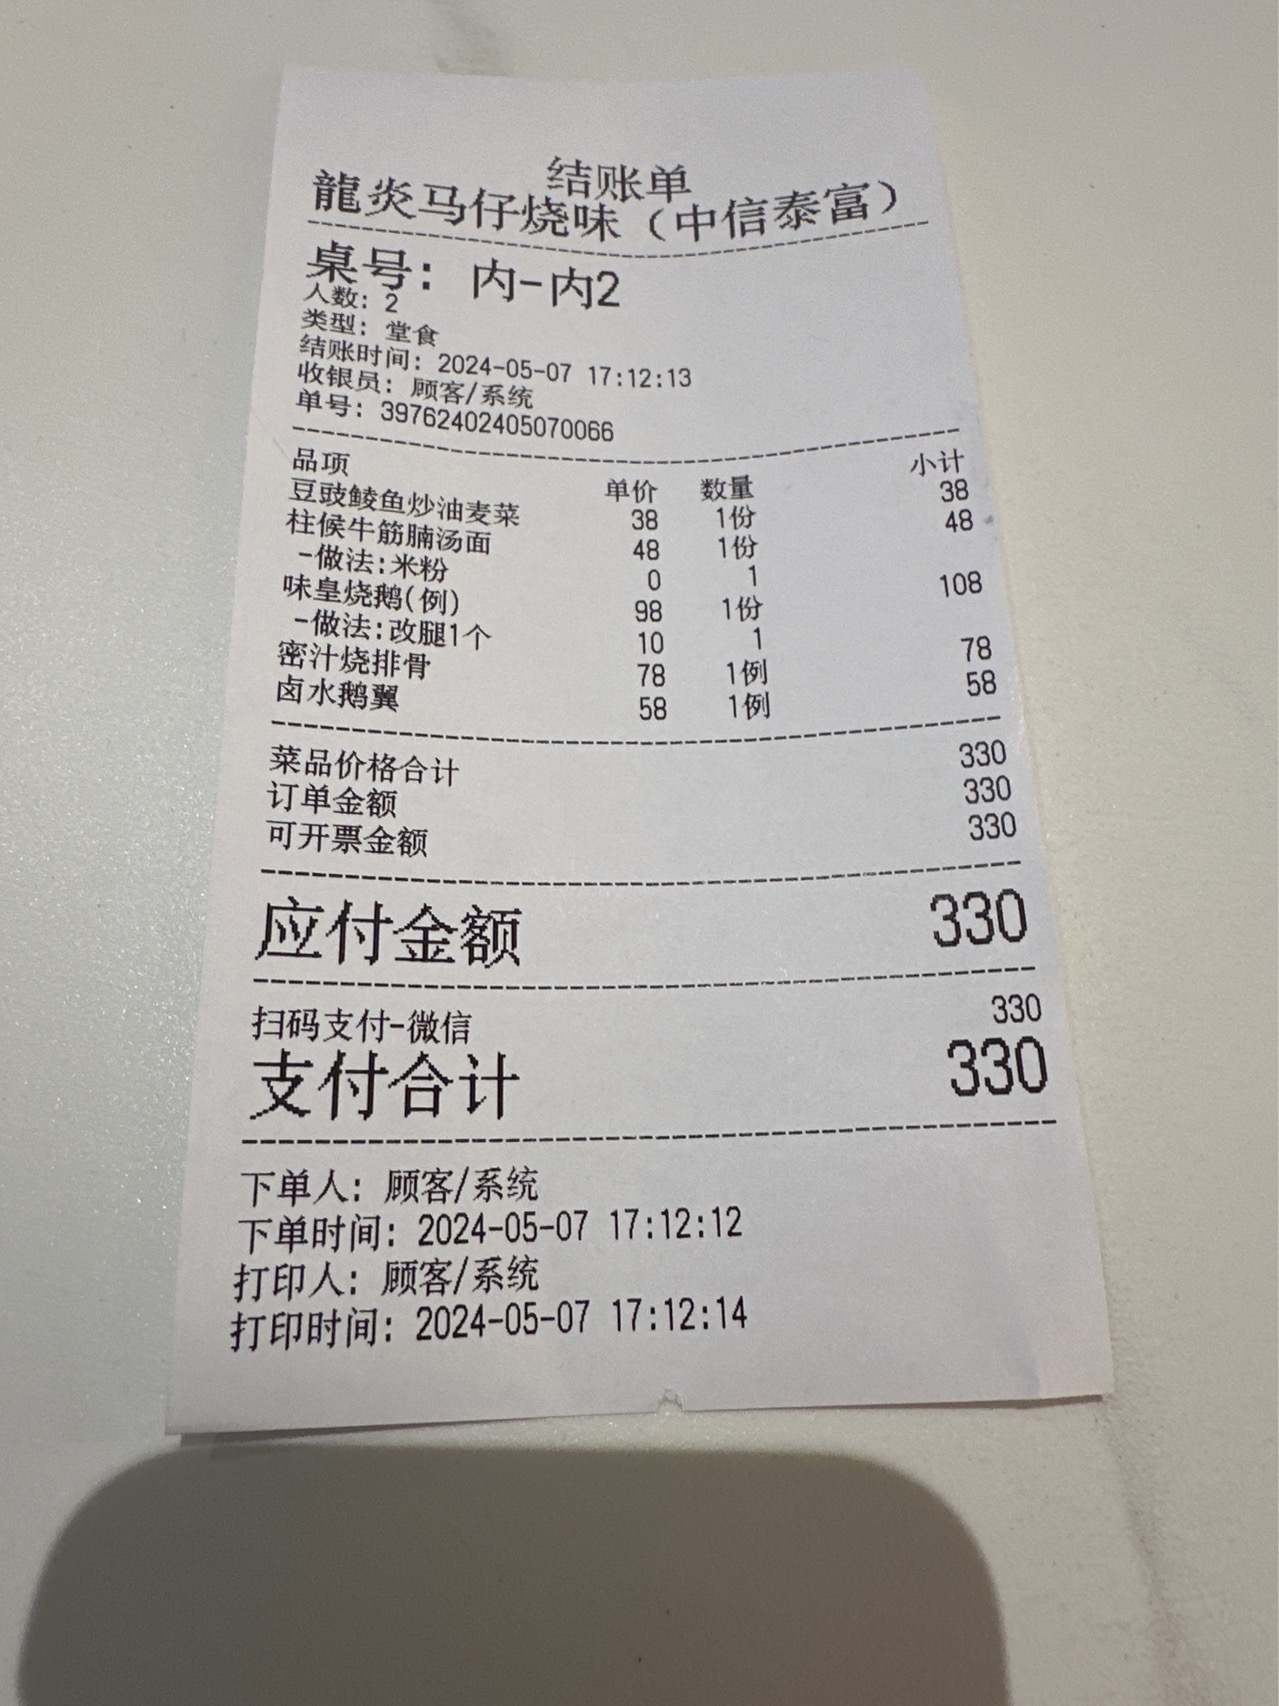 结账单
龍炎马仔烧味（中信泰富）
桌号：内-内2
人数：2
类型：堂食
结账时间：2024-05-07 17:12:13
收银员：顾客/系统
单号：39762402405070066
品项 单价 数量 小计
豆豉鲮鱼炒油麦菜 38 1份 38
柱候牛筋腩汤面 48 1份 48
-做法:米粉 0 1
味皇烧鹅(例) 98 1份 108
-做法:改腿1个 10 1
密汁烧排骨 78 1例 78
卤水鹅翼 58 1例 58
菜品价格合计 330
订单金额 330
可开票金额 330
应付金额 330
扫码支付-微信 330
支付合计 330
下单人：顾客/系统
下单时间：2024-05-07 17:12:12
打印人：顾客/系统
打印时间：2024-05-07 17:12:14